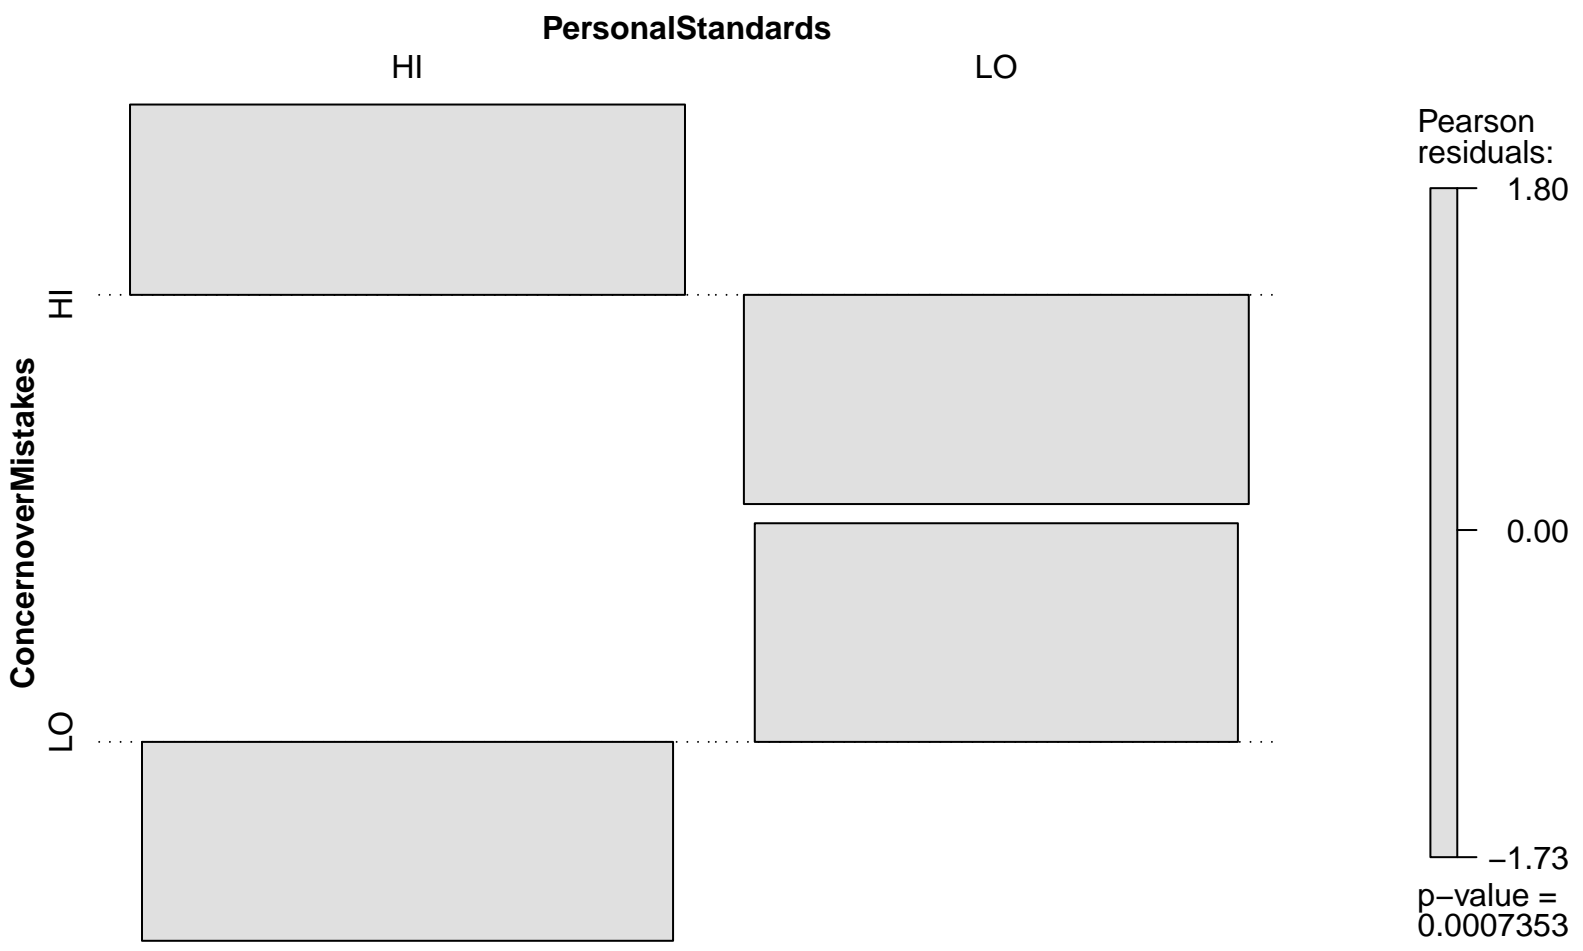 PersonalStandards
HI
LO
ConcernoverMistakes
HI
LO
Pearson
residuals:
1.80
0.00
−1.73
p−value =
0.0007353